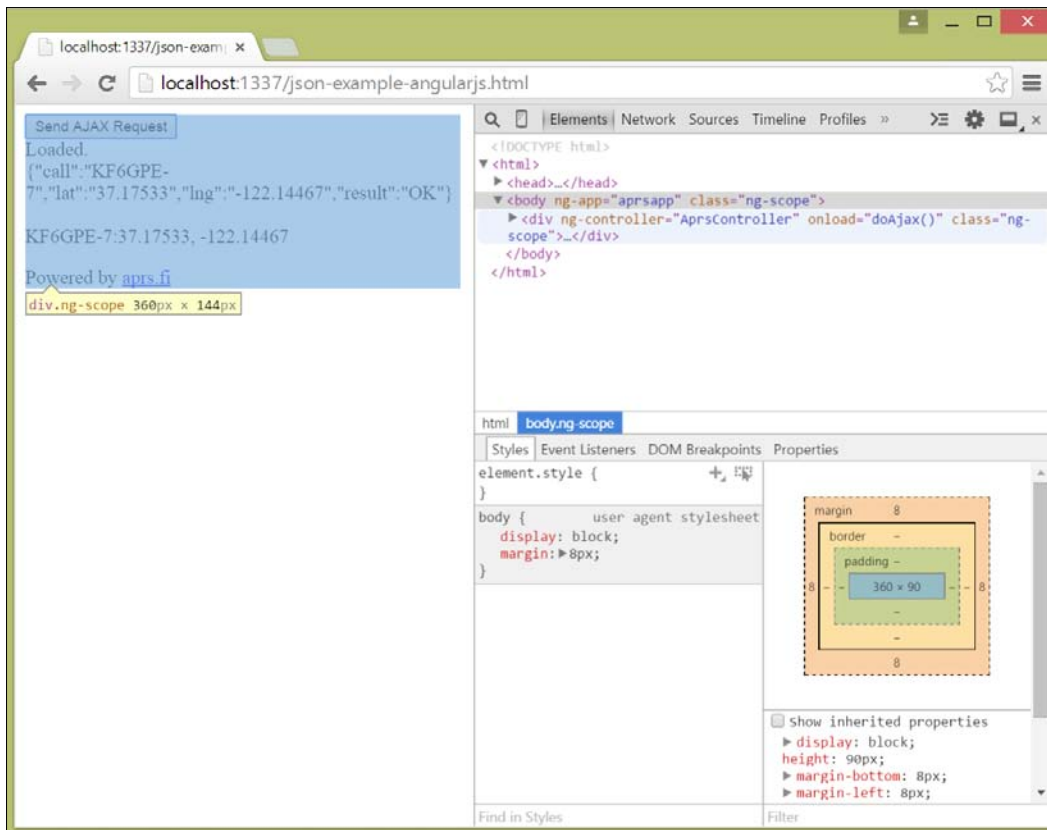 localhost:1337/json-exam
localhost:1337/json-example-angularjs.html
Send AJAX Request
Loaded.
{"call":"KF6GPE-
7","lat":"37.17533","lng":"-122.14467","result":"OK"}
KF6GPE-7:37.17533, -122.14467
Powered by aprs.fi
div.ng-scope 360px × 144px
Elements Network Sources Timeline Profiles »
<!DOCTYPE html>
▼<html>
▶<head>…</head>
▼<body ng-app="aprsapp" class="ng-scope">
▶<div ng-controller="AprsController" onload="doAjax()" class="ng-
scope">…</div>
</body>
</html>
html body.ng-scope
Styles Event Listeners DOM Breakpoints Properties
element.style {
}
body { user agent stylesheet
display: block;
margin:▶8px;
}
margin 8
border –
padding –
8 – – 360 × 90 – – 8
–
–
8
Show inherited properties
▶display: block;
height: 90px;
▶margin-bottom: 8px;
▶margin-left: 8px;
Find in Styles
Filter